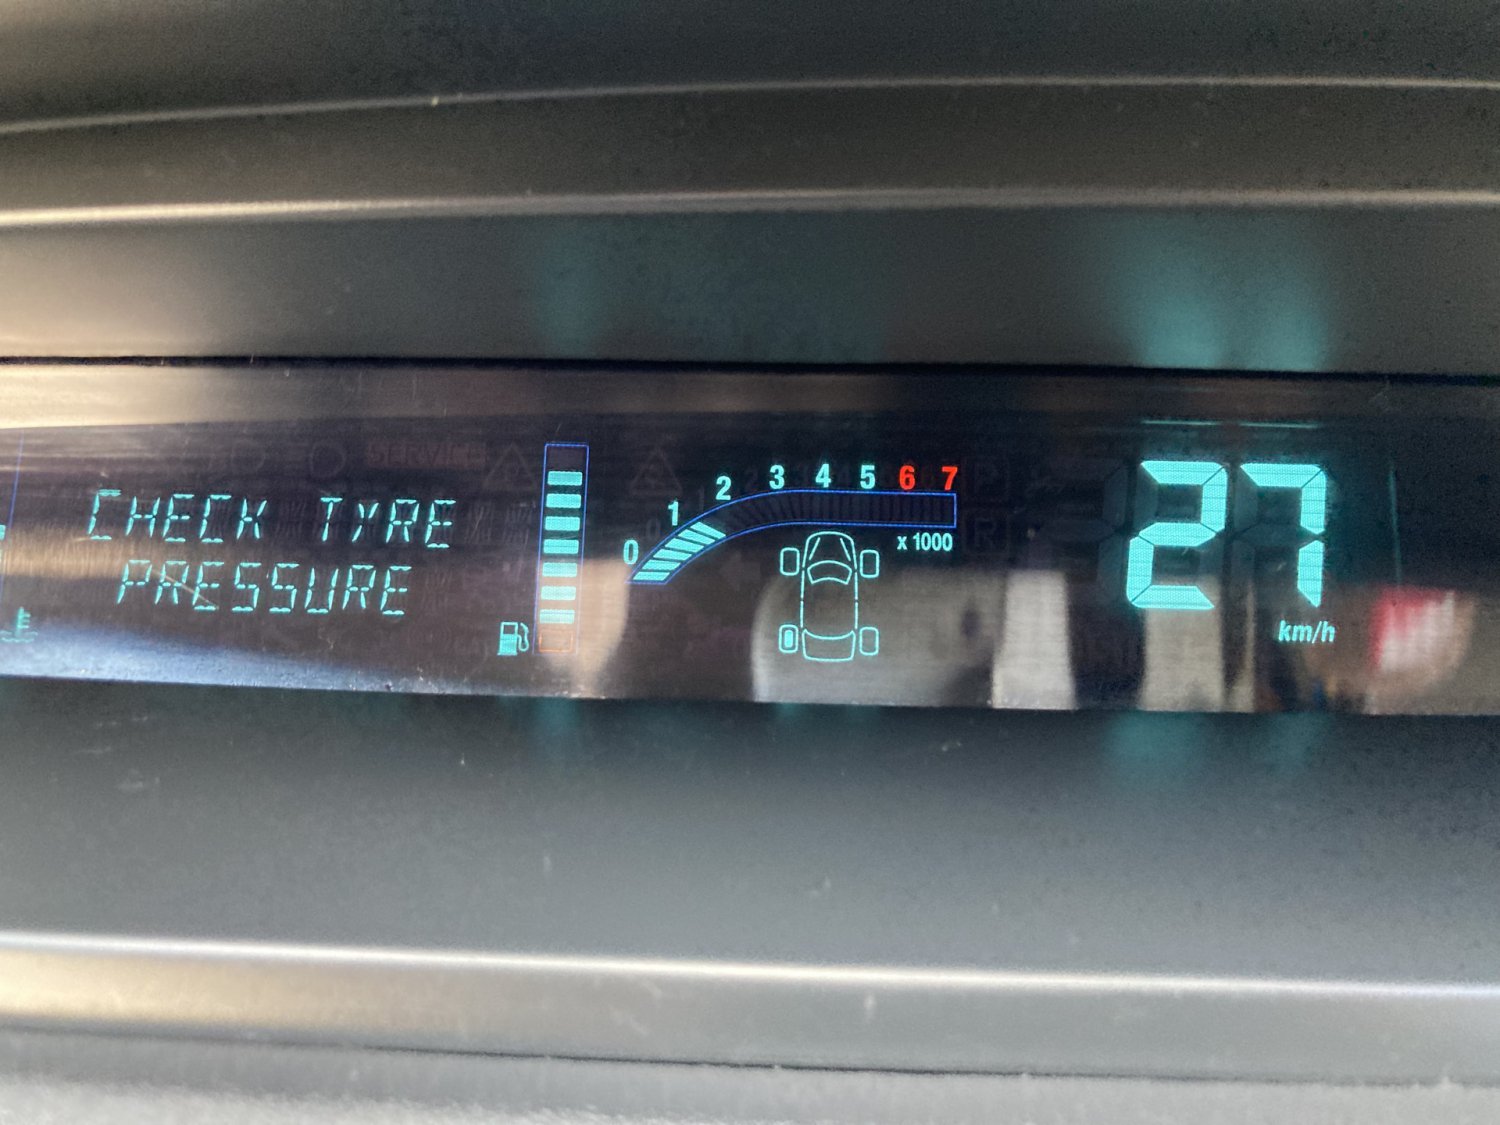 CHECK TYRE
PRESSURE
0 1 2 3 4 5 6 7
x 1000
27
km/h